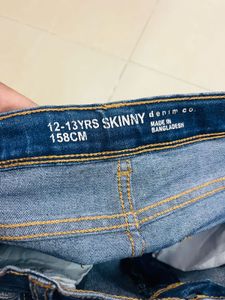 12-13YRS SKINNY denim co.
158CM MADE IN
BANGLADESH